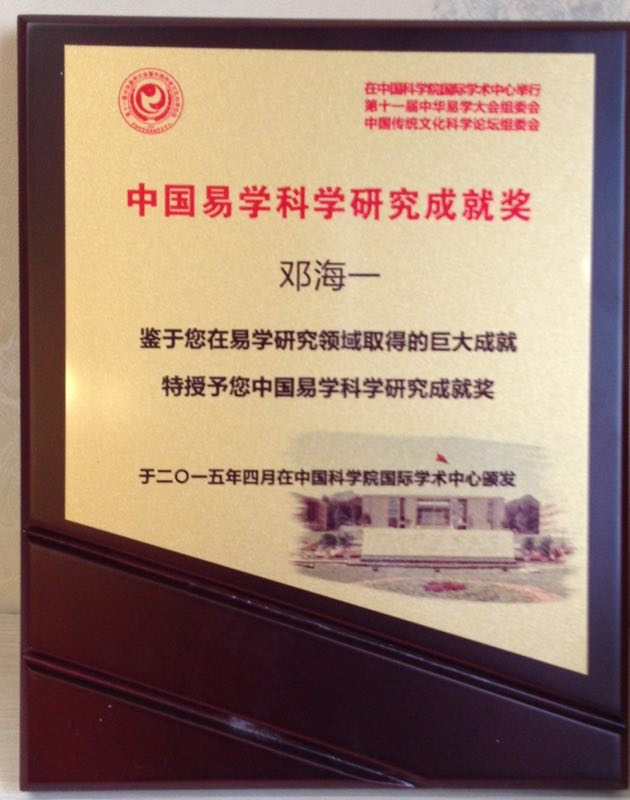 在中国科学院国际学术中心举行
第十一届中华易学大会组委会
中国传统文化科学论坛组委会
中国易学科学研究成就奖
邓海一
鉴于您在易学研究领域取得的巨大成就
特授予您中国易学科学研究成就奖
于二〇一五年四月在中国科学院国际学术中心颁发